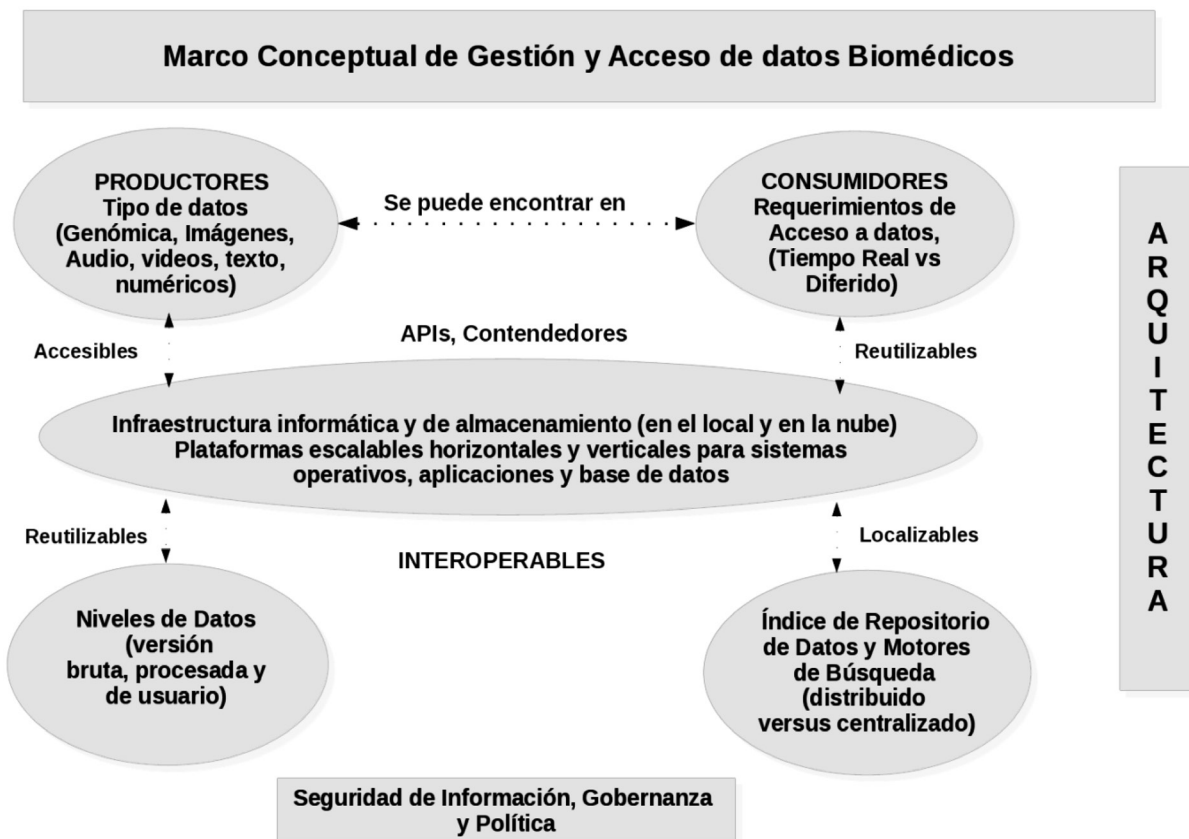 Marco Conceptual de Gestión y Acceso de datos Biomédicos
PRODUCTORES
Tipo de datos
(Genómica, Imágenes,
Audio, videos, texto,
numéricos)
Se puede encontrar en
CONSUMIDORES
Requerimientos de
Acceso a datos,
(Tiempo Real vs
Diferido)
Accesibles
APIs, Contendedores
Reutilizables
Infraestructura informática y de almacenamiento (en el local y en la nube)
Plataformas escalables horizontales y verticales para sistemas
operativos, aplicaciones y base de datos
Reutilizables
INTEROPERABLES
Localizables
Niveles de Datos
(versión
bruta, procesada y
de usuario)
Índice de Repositorio
de Datos y Motores
de Búsqueda
(distribuido
versus centralizado)
Seguridad de Información, Gobernanza
y Política
ARQUITECTURA